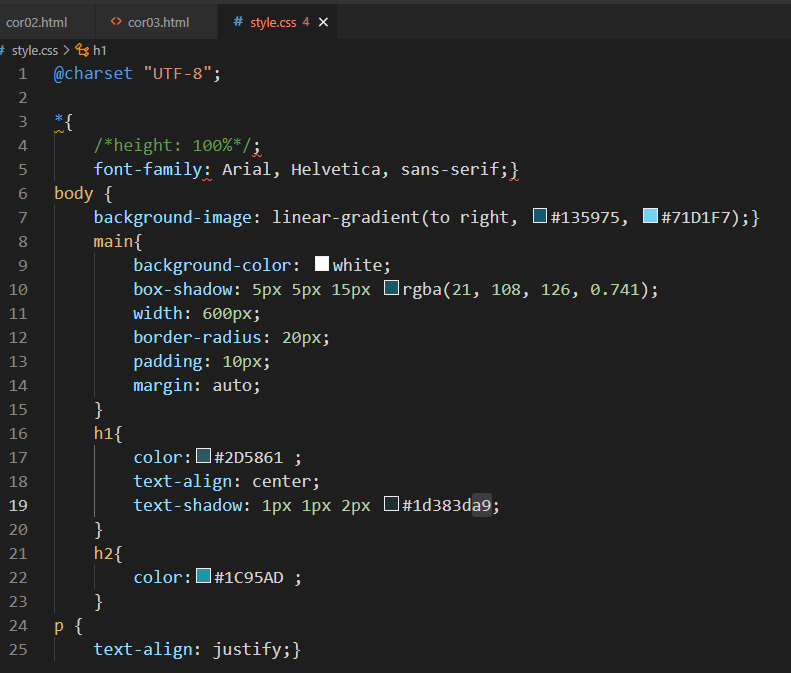 cor02.html <> cor03.html # style.css 4 ×
# style.css > h1
1 @charset "UTF-8";
2
3 *{
4     /*height: 100%*/;
5     font-family: Arial, Helvetica, sans-serif;}
6 body {
7     background-image: linear-gradient(to right, #135975, #71D1F7);}
8     main{
9         background-color: white;
10         box-shadow: 5px 5px 15px rgba(21, 108, 126, 0.741);
11         width: 600px;
12         border-radius: 20px;
13         padding: 10px;
14         margin: auto;
15     }
16     h1{
17         color:#2D5861 ;
18         text-align: center;
19         text-shadow: 1px 1px 2px #1d383da9;
20     }
21     h2{
22         color:#1C95AD ;
23     }
24 p {
25     text-align: justify;}